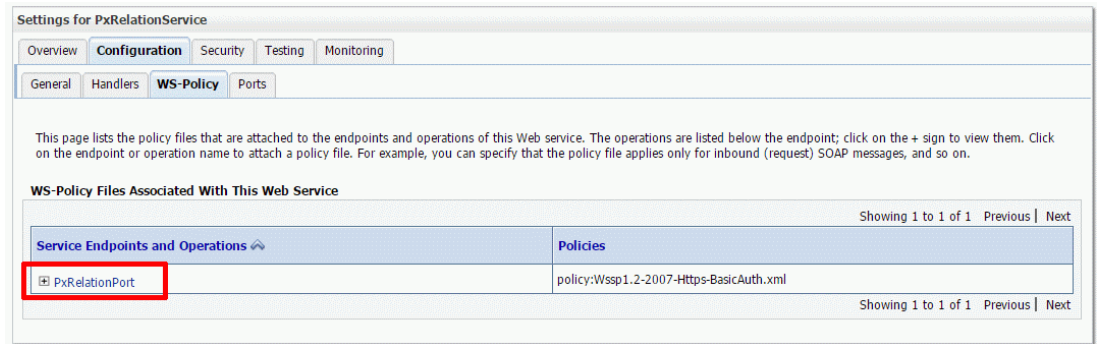 Settings for PxRelationService
Overview Configuration Security Testing Monitoring
General Handlers WS-Policy Ports
This page lists the policy files that are attached to the endpoints and operations of this Web service. The operations are listed below the endpoint; click on the + sign to view them. Click
on the endpoint or operation name to attach a policy file. For example, you can specify that the policy file applies only for inbound (request) SOAP messages, and so on.
WS-Policy Files Associated With This Web Service
Showing 1 to 1 of 1 Previous | Next
Service Endpoints and Operations Policies
PxRelationPort policy:Wssp1.2-2007-Https-BasicAuth.xml
Showing 1 to 1 of 1 Previous | Next